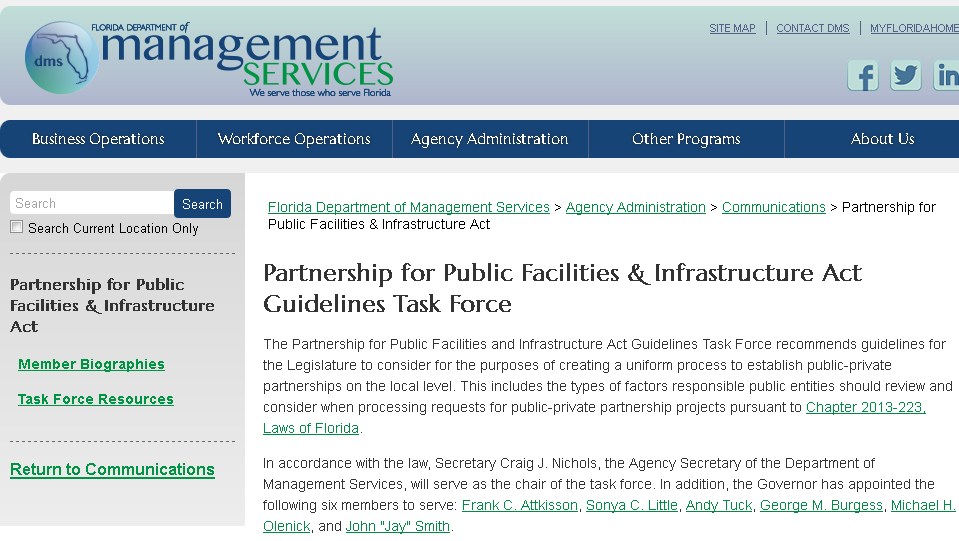 FLORIDA DEPARTMENT of
management
SERVICES
We serve those who serve Florida
dms
SITE MAP | CONTACT DMS | MYFLORIDAHOME
Business Operations
Workforce Operations
Agency Administration
Other Programs
About Us
Search
Search
Search Current Location Only
Partnership for Public
Facilities & Infrastructure
Act
Member Biographies
Task Force Resources
Return to Communications
Florida Department of Management Services > Agency Administration > Communications > Partnership for
Public Facilities & Infrastructure Act
Partnership for Public Facilities & Infrastructure Act
Guidelines Task Force
The Partnership for Public Facilities and Infrastructure Act Guidelines Task Force recommends guidelines for
the Legislature to consider for the purposes of creating a uniform process to establish public-private
partnerships on the local level. This includes the types of factors responsible public entities should review and
consider when processing requests for public-private partnership projects pursuant to Chapter 2013-223,
Laws of Florida.
In accordance with the law, Secretary Craig J. Nichols, the Agency Secretary of the Department of
Management Services, will serve as the chair of the task force. In addition, the Governor has appointed the
following six members to serve: Frank C. Attkisson, Sonya C. Little, Andy Tuck, George M. Burgess, Michael H.
Olenick, and John "Jay" Smith.